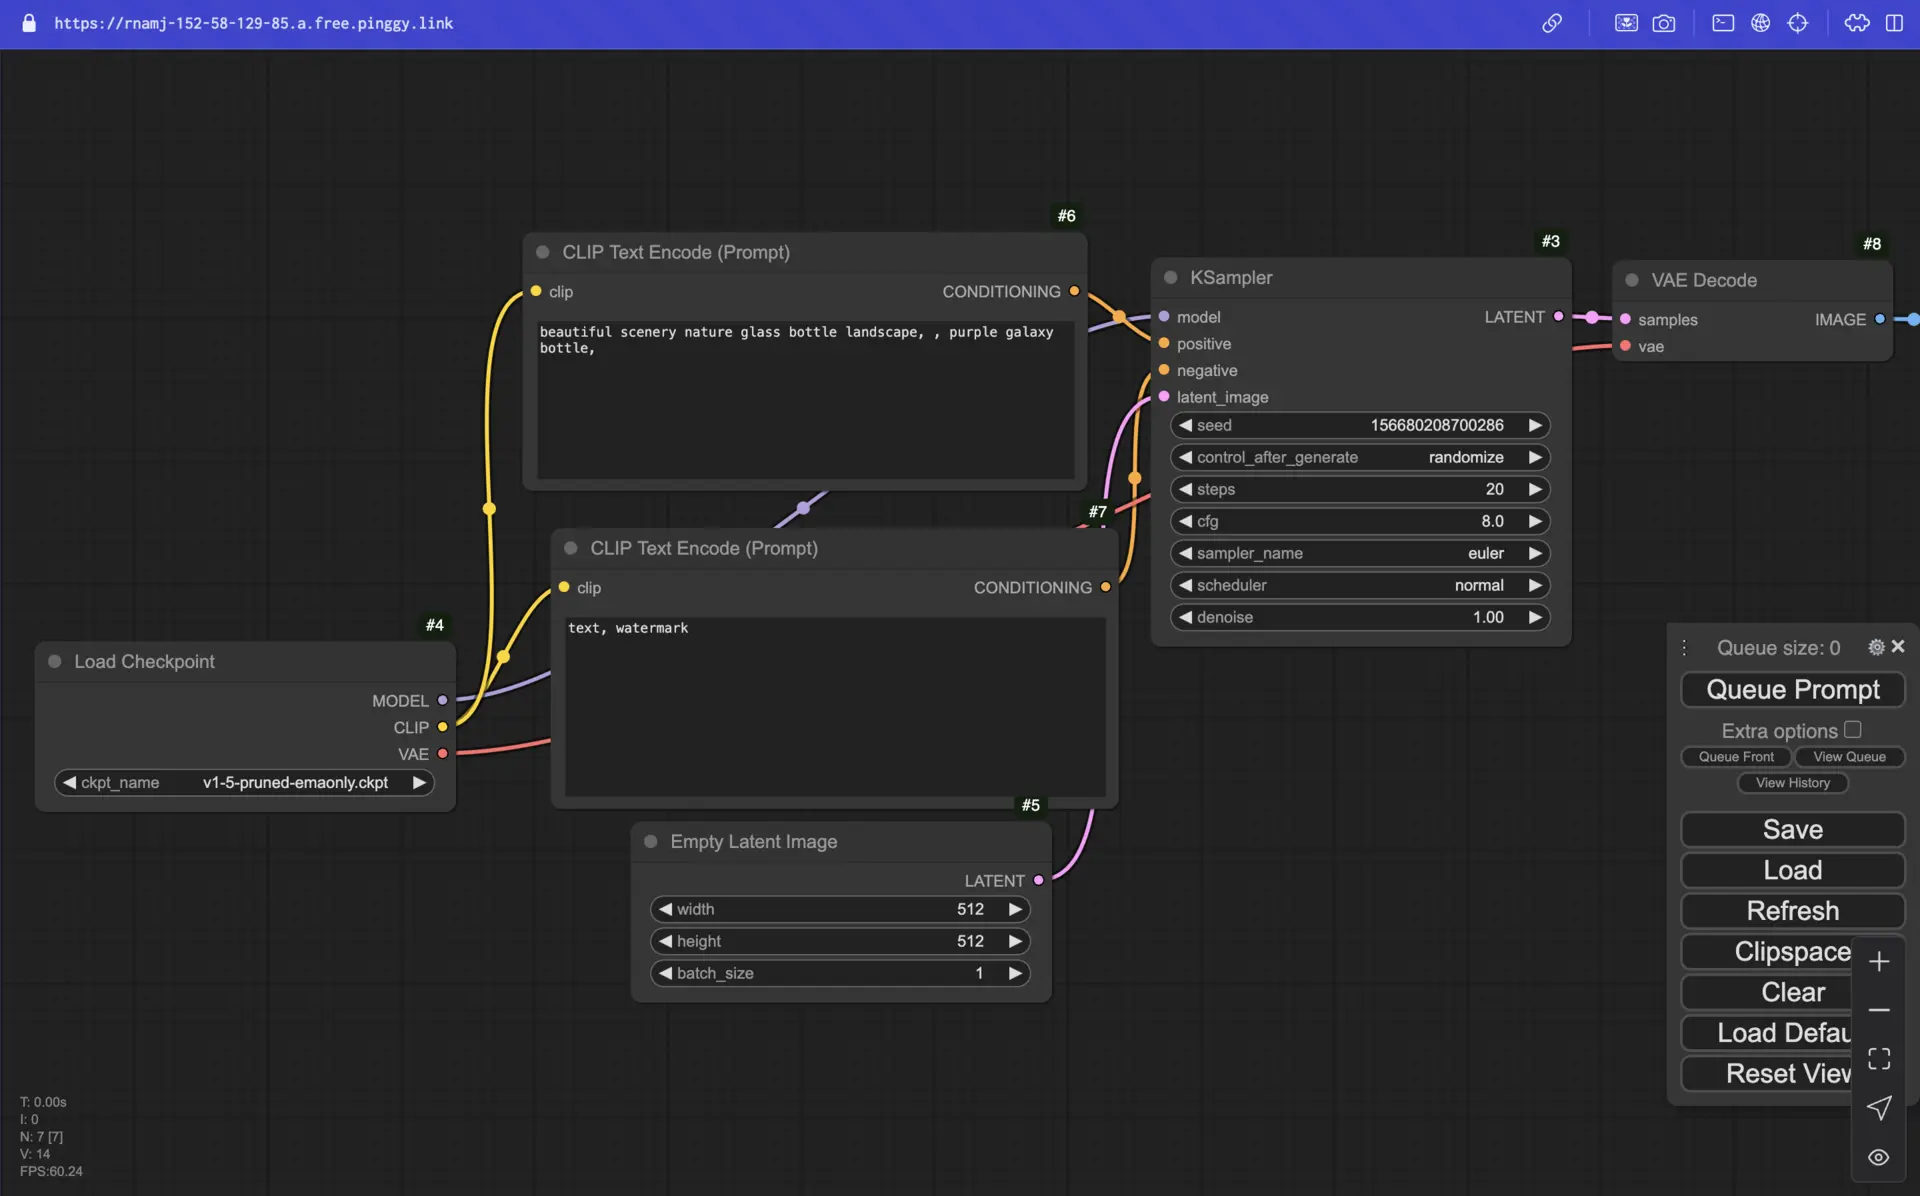 https://rnamj-152-58-129-85.a.free.pinggy.link
#6
CLIP Text Encode (Prompt)
clip
CONDITIONING
beautiful scenery nature glass bottle landscape, , purple galaxy
bottle,
#7
CLIP Text Encode (Prompt)
clip
CONDITIONING
text, watermark
#4
Load Checkpoint
MODEL
CLIP
VAE
ckpt_name v1-5-pruned-emaonly.ckpt
#5
Empty Latent Image
LATENT
width 512
height 512
batch_size 1
#3
KSampler
model
LATENT
positive
negative
latent_image
seed 156680208700286
control_after_generate randomize
steps 20
cfg 8.0
sampler_name euler
scheduler normal
denoise 1.00
#8
VAE Decode
samples
IMAGE
vae
Queue size: 0
Queue Prompt
Extra options
Queue Front
View Queue
View History
Save
Load
Refresh
Clipspace
Clear
Load Defau
Reset View
T: 0.00s
I: 0
N: 7 [7]
V: 14
FPS:60.24